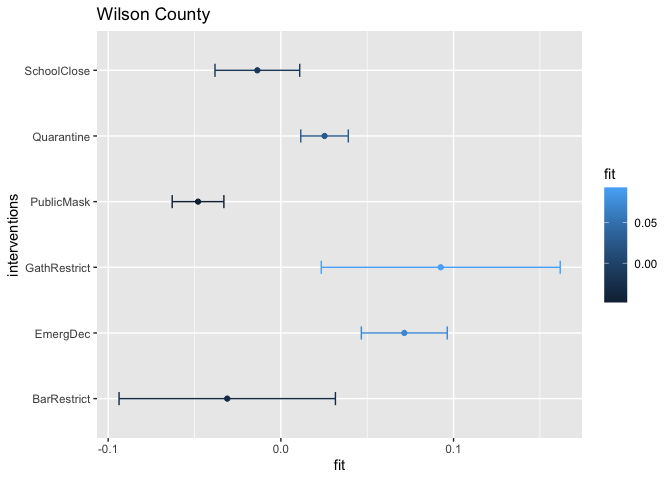 Wilson County
interventions
SchoolClose
Quarantine
PublicMask
GathRestrict
EmergDec
BarRestrict
-0.1
0.0
0.1
fit
fit
0.05
0.00